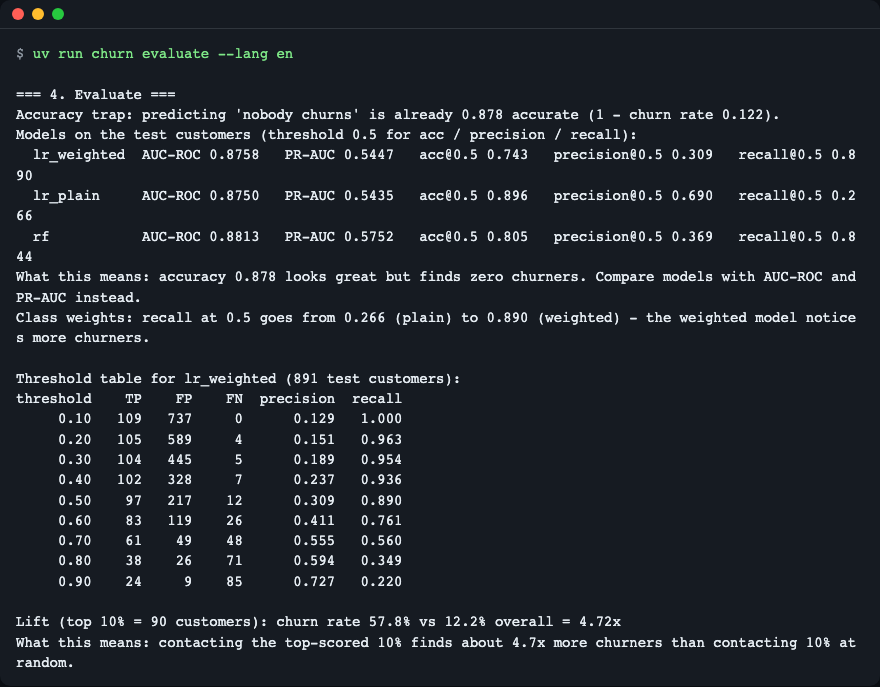 $ uv run churn evaluate --lang en
=== 4. Evaluate ===
Accuracy trap: predicting 'nobody churns' is already 0.878 accurate (1 - churn rate 0.122).
Models on the test customers (threshold 0.5 for acc / precision / recall):
  lr_weighted  AUC-ROC 0.8758   PR-AUC 0.5447   acc@0.5 0.743   precision@0.5 0.309   recall@0.5 0.8
90
  lr_plain     AUC-ROC 0.8750   PR-AUC 0.5435   acc@0.5 0.896   precision@0.5 0.690   recall@0.5 0.2
66
  rf           AUC-ROC 0.8813   PR-AUC 0.5752   acc@0.5 0.805   precision@0.5 0.369   recall@0.5 0.8
44
What this means: accuracy 0.878 looks great but finds zero churners. Compare models with AUC-ROC and
PR-AUC instead.
Class weights: recall at 0.5 goes from 0.266 (plain) to 0.890 (weighted) - the weighted model notice
s more churners.
Threshold table for lr_weighted (891 test customers):
threshold    TP    FP    FN  precision  recall
     0.10   109   737     0      0.129   1.000
     0.20   105   589     4      0.151   0.963
     0.30   104   445     5      0.189   0.954
     0.40   102   328     7      0.237   0.936
     0.50    97   217    12      0.309   0.890
     0.60    83   119    26      0.411   0.761
     0.70    61    49    48      0.555   0.560
     0.80    38    26    71      0.594   0.349
     0.90    24     9    85      0.727   0.220
Lift (top 10% = 90 customers): churn rate 57.8% vs 12.2% overall = 4.72x
What this means: contacting the top-scored 10% finds about 4.7x more churners than contacting 10% at
random.